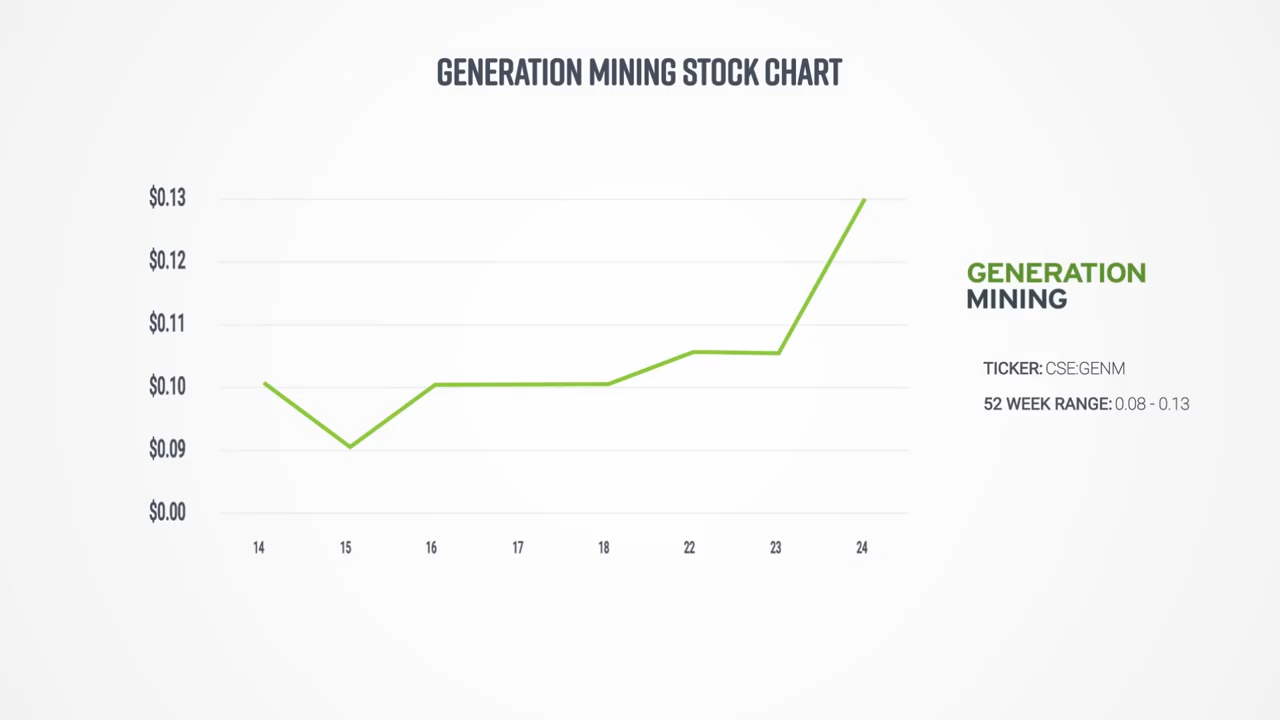 GENERATION MINING STOCK CHART
$0.13
$0.12
$0.11
$0.10
$0.09
$0.00
14 15 16 17 18 22 23 24
GENERATION
MINING
TICKER: CSE:GENM
52 WEEK RANGE: 0.08 - 0.13